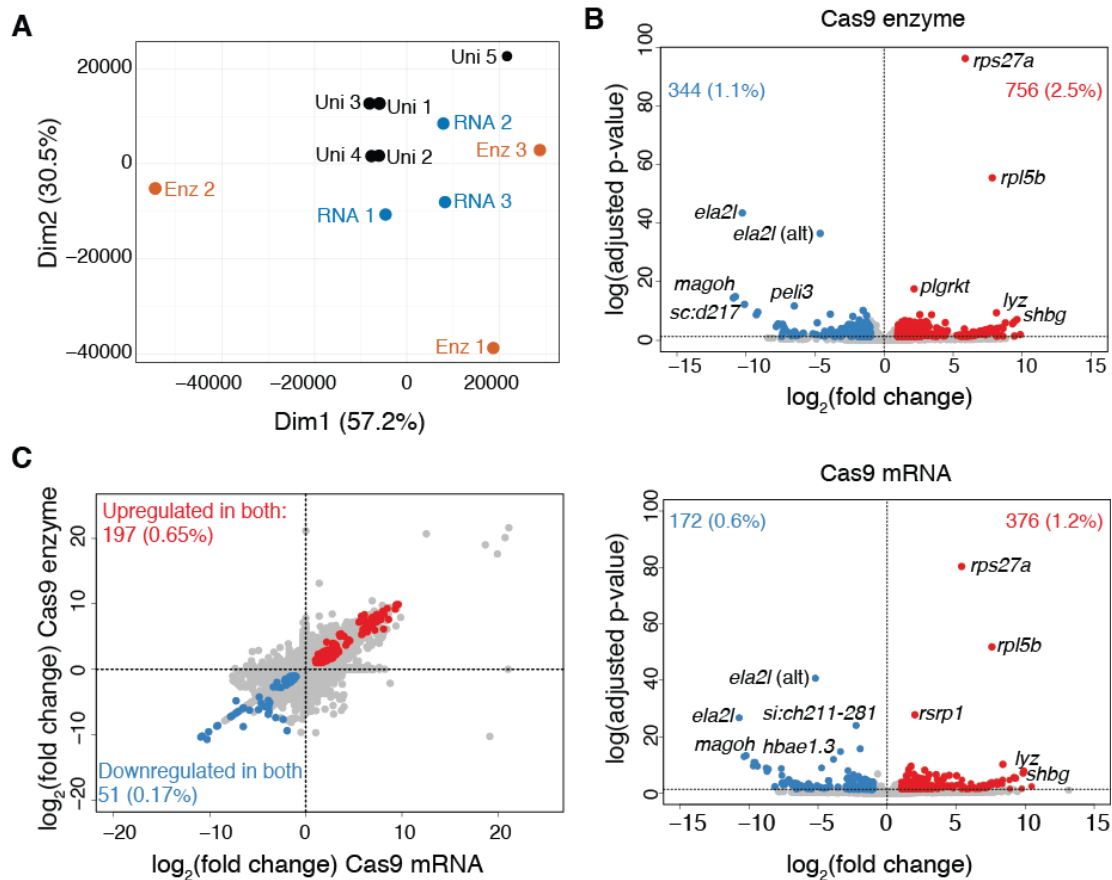 A
Dim2 (30.5%)
20000
0
−20000
−40000
Uni 5
Uni 3
Uni 1
RNA 2
Uni 4
Uni 2
Enz 3
Enz 2
RNA 1
RNA 3
Enz 1
−40000
−20000
0
20000
Dim1 (57.2%)
B
Cas9 enzyme
log(adjusted p-value)
100
80
60
40
20
0
344 (1.1%)
756 (2.5%)
rps27a
rpl5b
ela2l
ela2l (alt)
magoh
peli3
plgrkt
lyz
sc:d217
shbg
−15
−10
−5
0
5
10
15
log2(fold change)
C
log2(fold change) Cas9 enzyme
20
10
0
−10
−20
Upregulated in both:
197 (0.65%)
Downregulated in both
51 (0.17%)
−20
−10
0
10
20
log2(fold change) Cas9 mRNA
Cas9 mRNA
log(adjusted p-value)
100
80
60
40
20
0
172 (0.6%)
376 (1.2%)
rps27a
rpl5b
ela2l (alt)
ela2l
si:ch211-281
rsrp1
magoh
hbae1.3
lyz
shbg
−15
−10
−5
0
5
10
15
log2(fold change)